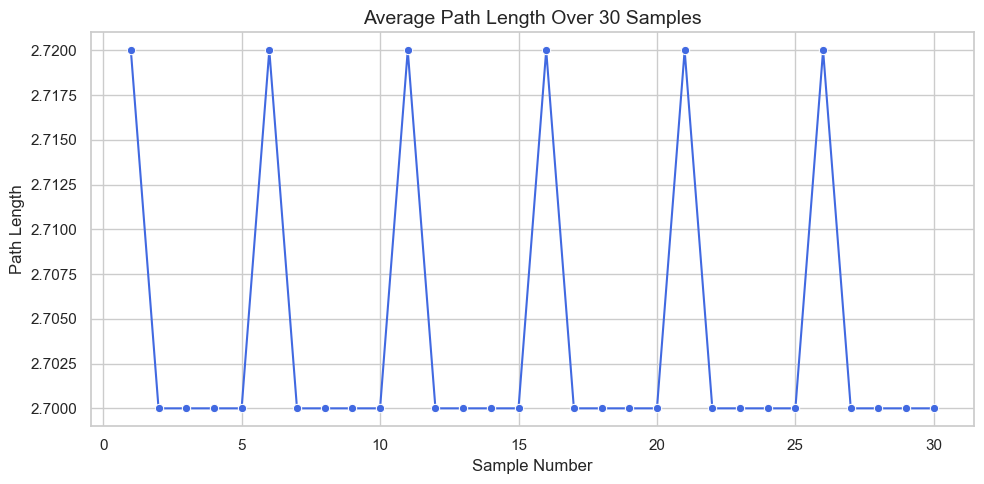 Average Path Length Over 30 Samples
2.7200
2.7175
2.7150
2.7125
2.7100
2.7075
2.7050
2.7025
2.7000
Path Length
0 5 10 15 20 25 30
Sample Number